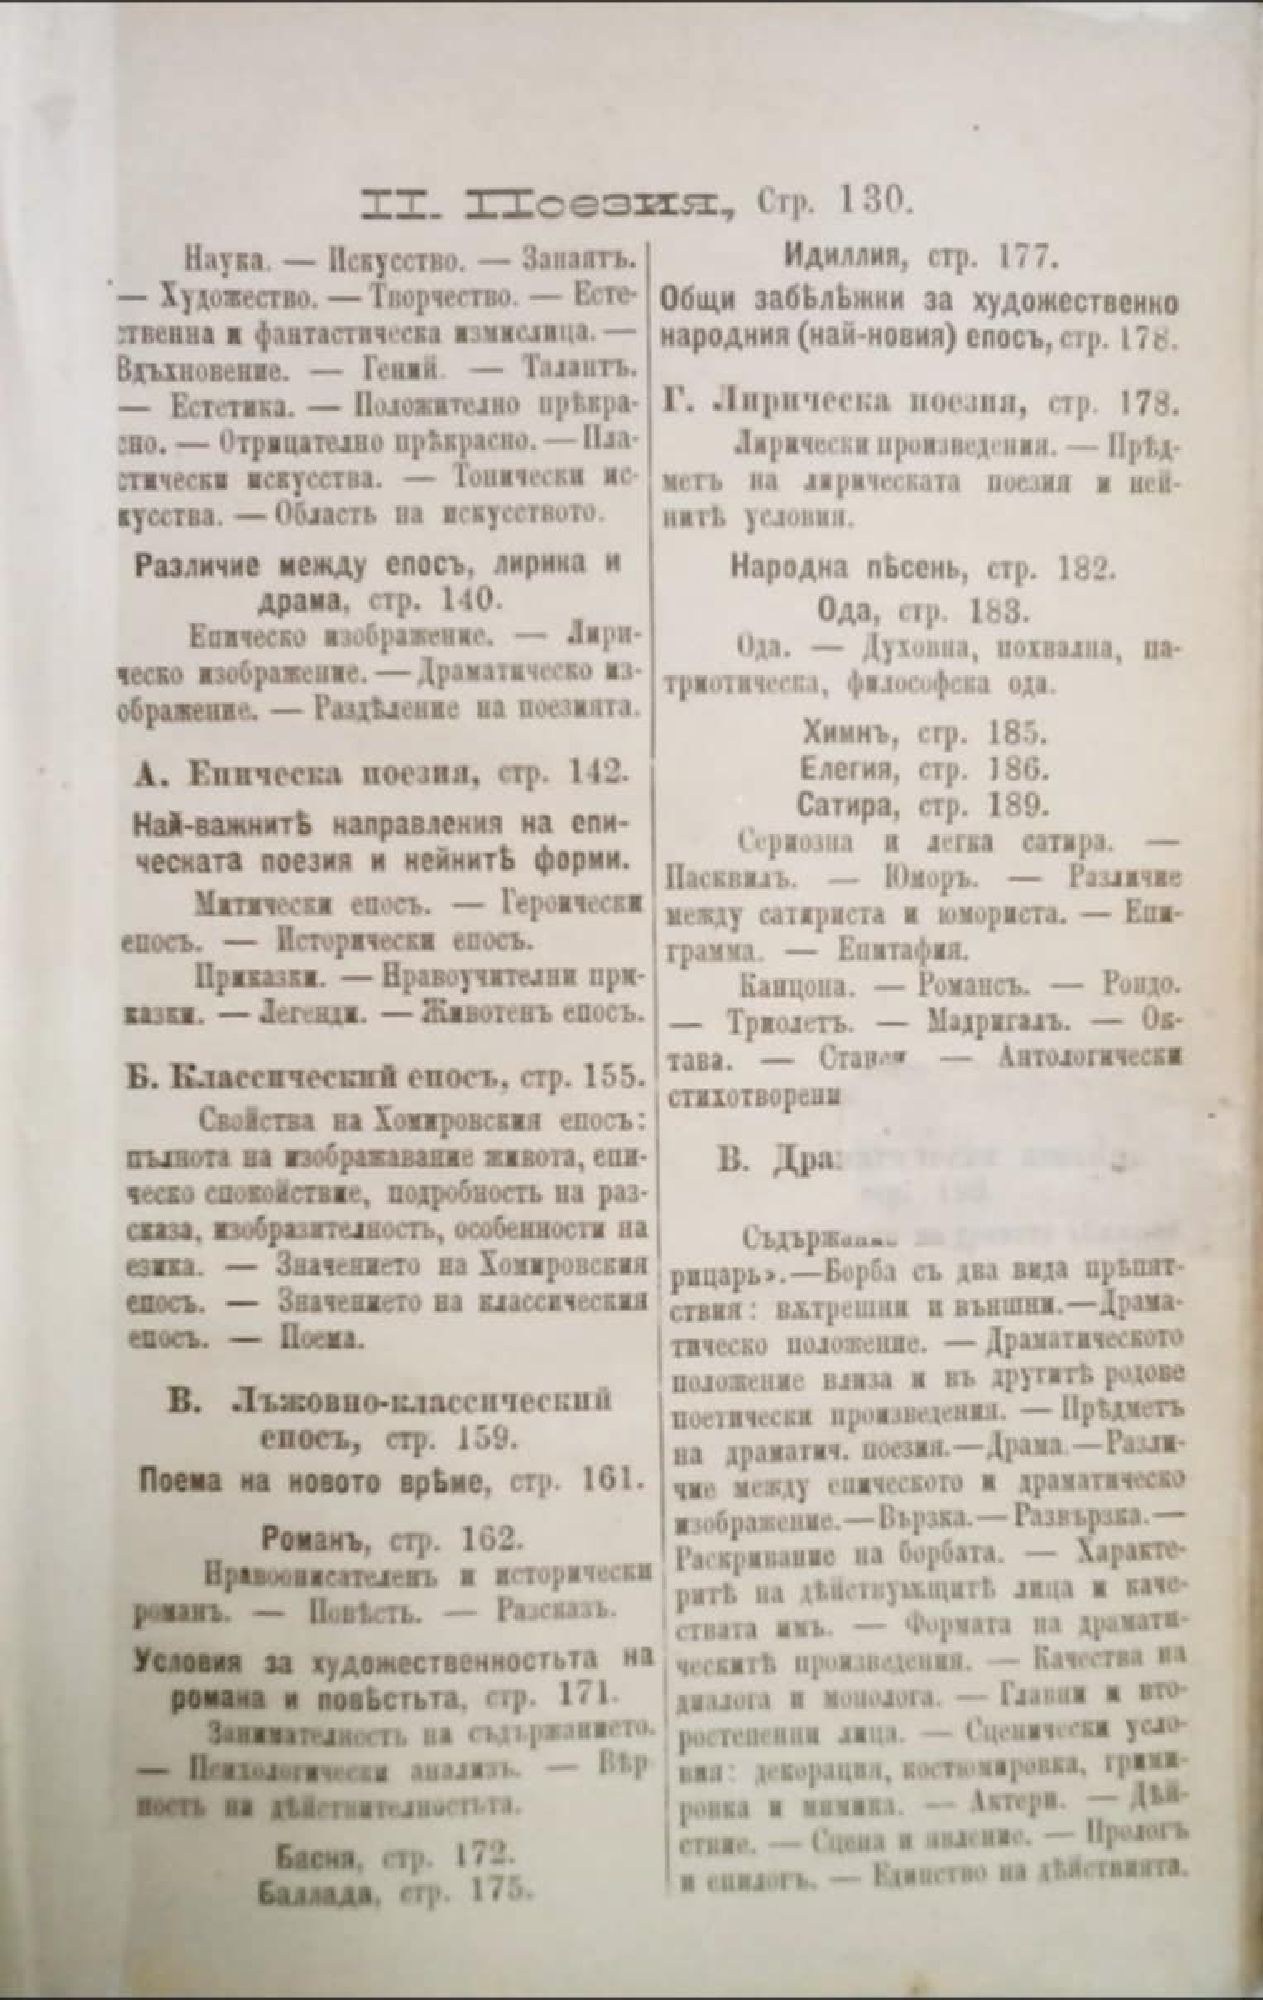 II. Поезия, Стр. 130.
Наука. — Искусство. — Занаятъ.
— Художество. — Творчество. — Есте-
ственна и фантастическа измислица. —
Вдъхновение. — Гений. — Талантъ.
— Естетика. — Положително прѣкра-
сно. — Отрицателно прѣкрасно. — Пла-
стически искусства. — Тонически ис-
кусства. — Область на искусството.
Различие между епосъ, лирика и
драма, стр. 140.
Епическо изображение. — Лири-
ческо изображение. — Драматическо из-
ображение. — Раздѣление на поезията.
А. Епическа поезия, стр. 142.
Най-важнитѣ направления на епи-
ческата поезия и нейнитѣ форми.
Митически епосъ. — Героически
епосъ. — Исторически епосъ.
Приказки. — Нравоучителни при-
казки. — Легенди. — Животенъ епосъ.
Б. Классический епосъ, стр. 155.
Свойства на Хомировския епосъ:
пълнота на изображавание живота, епи-
ческо спокойствие, подробность на раз-
сказа, изобразителность, особенности на
езика. — Значението на Хомировския
епосъ. — Значението на классическия
епосъ. — Поема.
В. Лъжовно-классический
епосъ, стр. 159.
Поема на новото врѣме, стр. 161.
Романъ, стр. 162.
Нравоописателенъ и исторически
романъ. — Повѣсть. — Разсказъ.
Условия за художественностьта на
романа и повѣстьта, стр. 171.
Занимателность на съдържанието.
— Психологически анализъ. — Вѣр-
ность на дѣйствителностьта.
Басня, стр. 172.
Баллада, стр. 175.
Идиллия, стр. 177.
Общи забѣлѣжки за художественно
народния (най-новия) епосъ, стр. 178.
Г. Лирическа поезия, стр. 178.
Лирически произведения. — Прѣд-
метъ на лирическата поезия и ней-
нитѣ условия.
Народна пѣсень, стр. 182.
Ода, стр. 183.
Ода. — Духовна, похвална, па-
триотическа, философска ода.
Химнъ, стр. 185.
Елегия, стр. 186.
Сатира, стр. 189.
Сериозна и легка сатира. —
Пасквилъ. — Юморъ. — Различие
между сатириста и юмориста. — Епи-
грамма. — Епитафия.
Канцона. — Романсъ. — Рондо.
— Триолетъ. — Мадригалъ. — Ок-
тава. — — Антологически
стихотворени
В. Дра
Съдържание
рицарь». — Борба съ два вида прѣпят-
ствия: вѫтрешни и външни. — Драма-
тическо положение. — Драматическото
положение влиза и въ другитѣ родове
поетически произведения. — Прѣдметъ
на драматич. поезия. — Драма. — Разли-
чие между епическото и драматическо
изображение. — Вързка. — Развързка. —
Раскривание на борбата. — Характе-
ритѣ на дѣйствующитѣ лица и каче-
ствата имъ. — Формата на драмати-
ческитѣ произведения. — Качества на
диалога и монолога. — Главни и вто-
ростепенни лица. — Сценически усло-
вия: декорация, костюмировка, грими-
ровка и мимика. — Актери. — Дѣй-
ствие. — Сцена и явление. — Прологъ
и епилогъ. — Единство на дѣйствията.